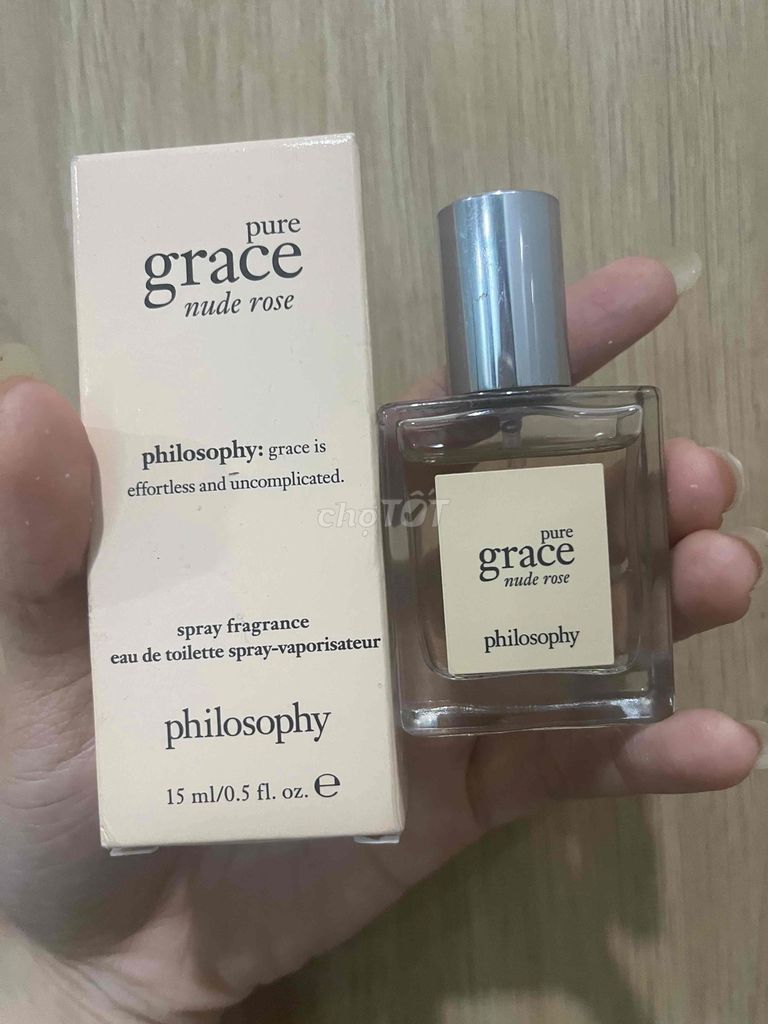 pure
grace
nude rose
philosophy: grace is
effortless and uncomplicated.
spray fragrance
eau de toilette spray-vaporisateur
philosophy
15 ml/0.5 fl. oz. ℮
pure
grace
nude rose
philosophy
chợTỐT